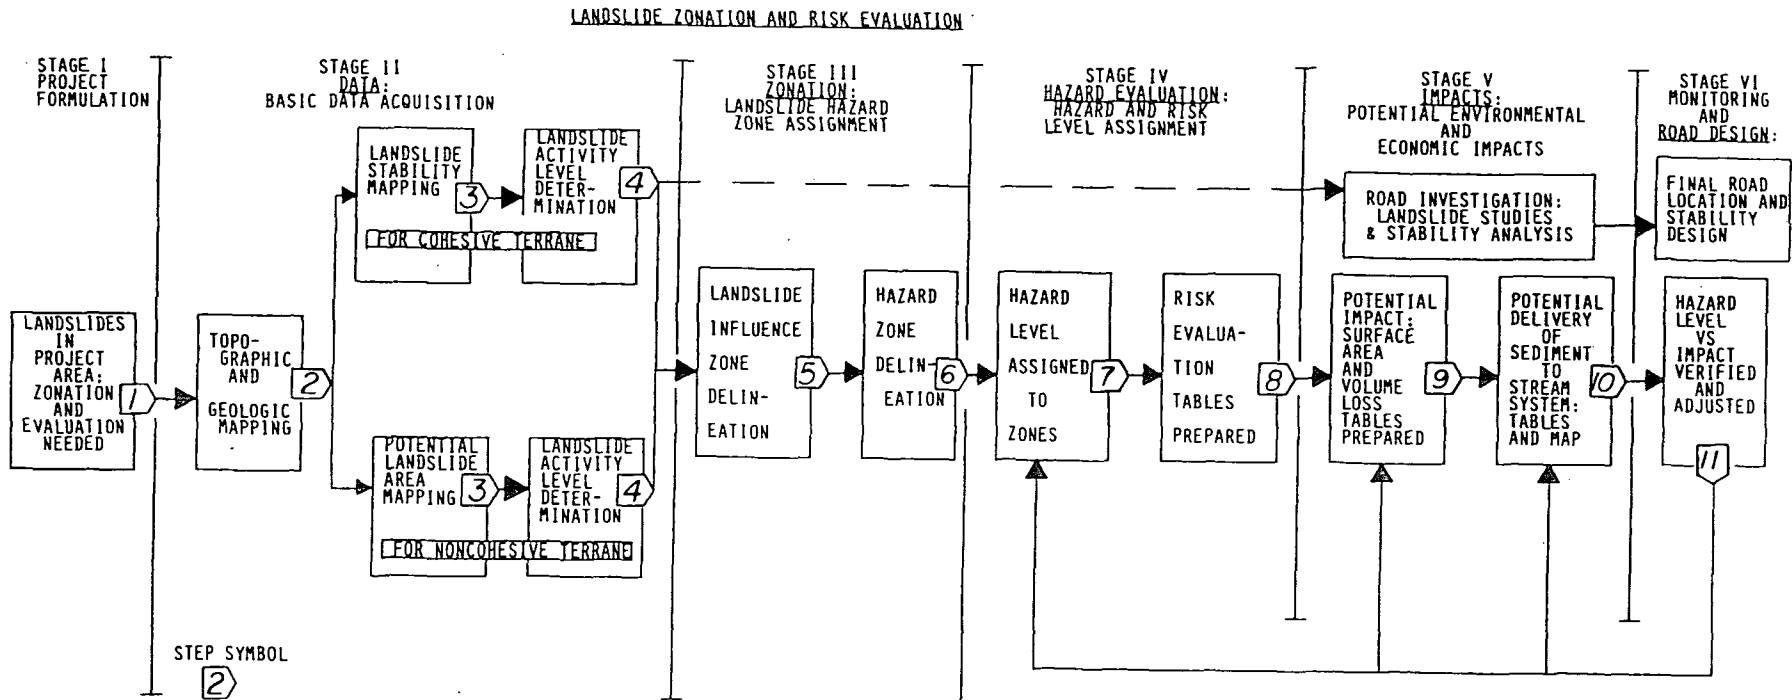 LANDSLIDE ZONATION AND RISK EVALUATION
STAGE I
PROJECT
FORMULATION
STAGE II
DATA:
BASIC DATA ACQUISITION
STAGE III
ZONATION:
LANDSLIDE HAZARD
ZONE ASSIGNMENT
STAGE IV
HAZARD EVALUATION:
HAZARD AND RISK
LEVEL ASSIGNMENT
STAGE V
IMPACTS:
POTENTIAL ENVIRONMENTAL
AND
ECONOMIC IMPACTS
STAGE VI
MONITORING
AND
ROAD DESIGN:
LANDSLIDES
IN
PROJECT
AREA:
ZONATION
AND
EVALUATION
NEEDED
1
TOPO-
GRAPHIC
AND
GEOLOGIC
MAPPING
2
LANDSLIDE
STABILITY
MAPPING
3
LANDSLIDE
ACTIVITY
LEVEL
DETER-
MINATION
4
FOR COHESIVE TERRANE
POTENTIAL
LANDSLIDE
AREA
MAPPING
3
LANDSLIDE
ACTIVITY
LEVEL
DETER-
MINATION
4
FOR NONCOHESIVE TERRANE
LANDSLIDE
INFLUENCE
ZONE
DELIN-
EATION
5
HAZARD
ZONE
DELIN-
EATION
6
HAZARD
LEVEL
ASSIGNED
TO
ZONES
7
RISK
EVALUA-
TION
TABLES
PREPARED
8
ROAD INVESTIGATION:
LANDSLIDE STUDIES
& STABILITY ANALYSIS
FINAL ROAD
LOCATION AND
STABILITY
DESIGN
POTENTIAL
IMPACT:
SURFACE
AREA
AND
VOLUME
LOSS
TABLES
PREPARED
9
POTENTIAL
DELIVERY
OF
SEDIMENT
TO
STREAM
SYSTEM:
TABLES
AND MAP
10
HAZARD
LEVEL
VS
IMPACT
VERIFIED
AND
ADJUSTED
11
STEP SYMBOL
2